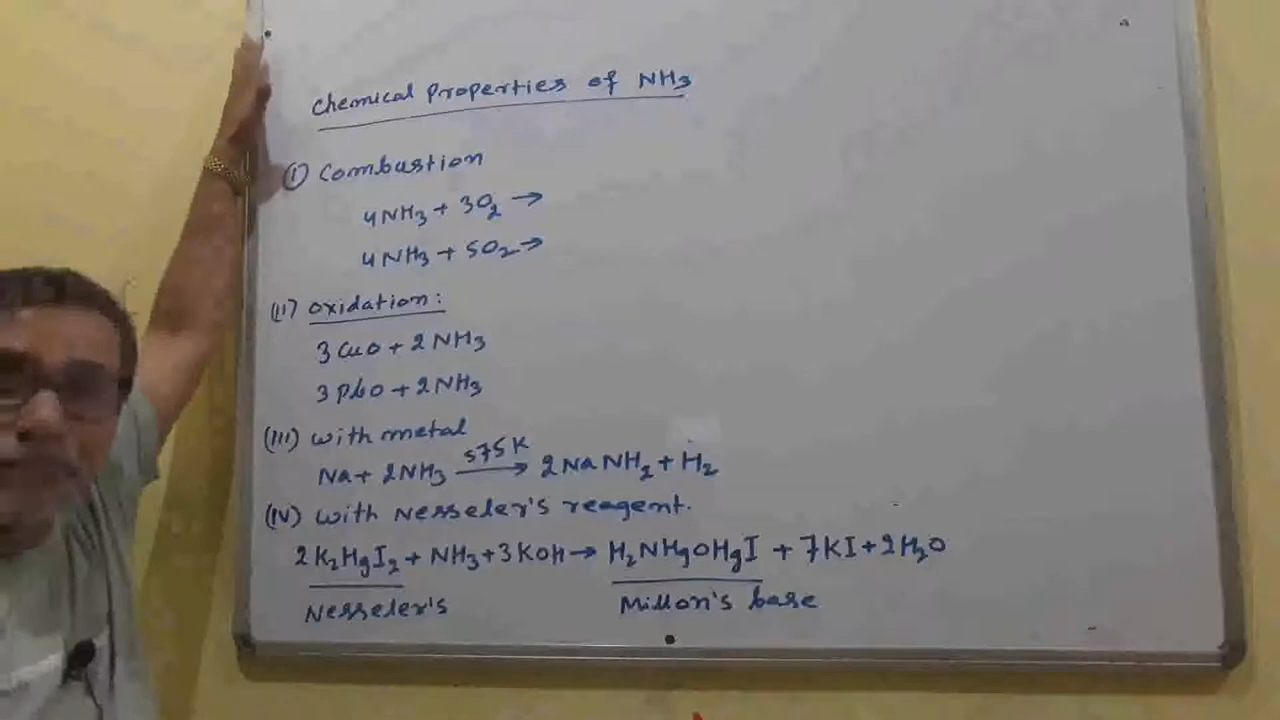 Chemical Properties of NH3
(I) Combustion
4NH3 + 3O2 →
4NH3 + 5O2 →
(II) Oxidation:
3CuO + 2NH3
3PbO + 2NH3
(III) with metal
Na + 2NH3 575K → 2NaNH2 + H2
(IV) with Nesseler's reagent.
2K2HgI2 + NH3 + 3KOH → H2NHgOHgI + 7KI + 2H2O
Nesseler's Millon's base